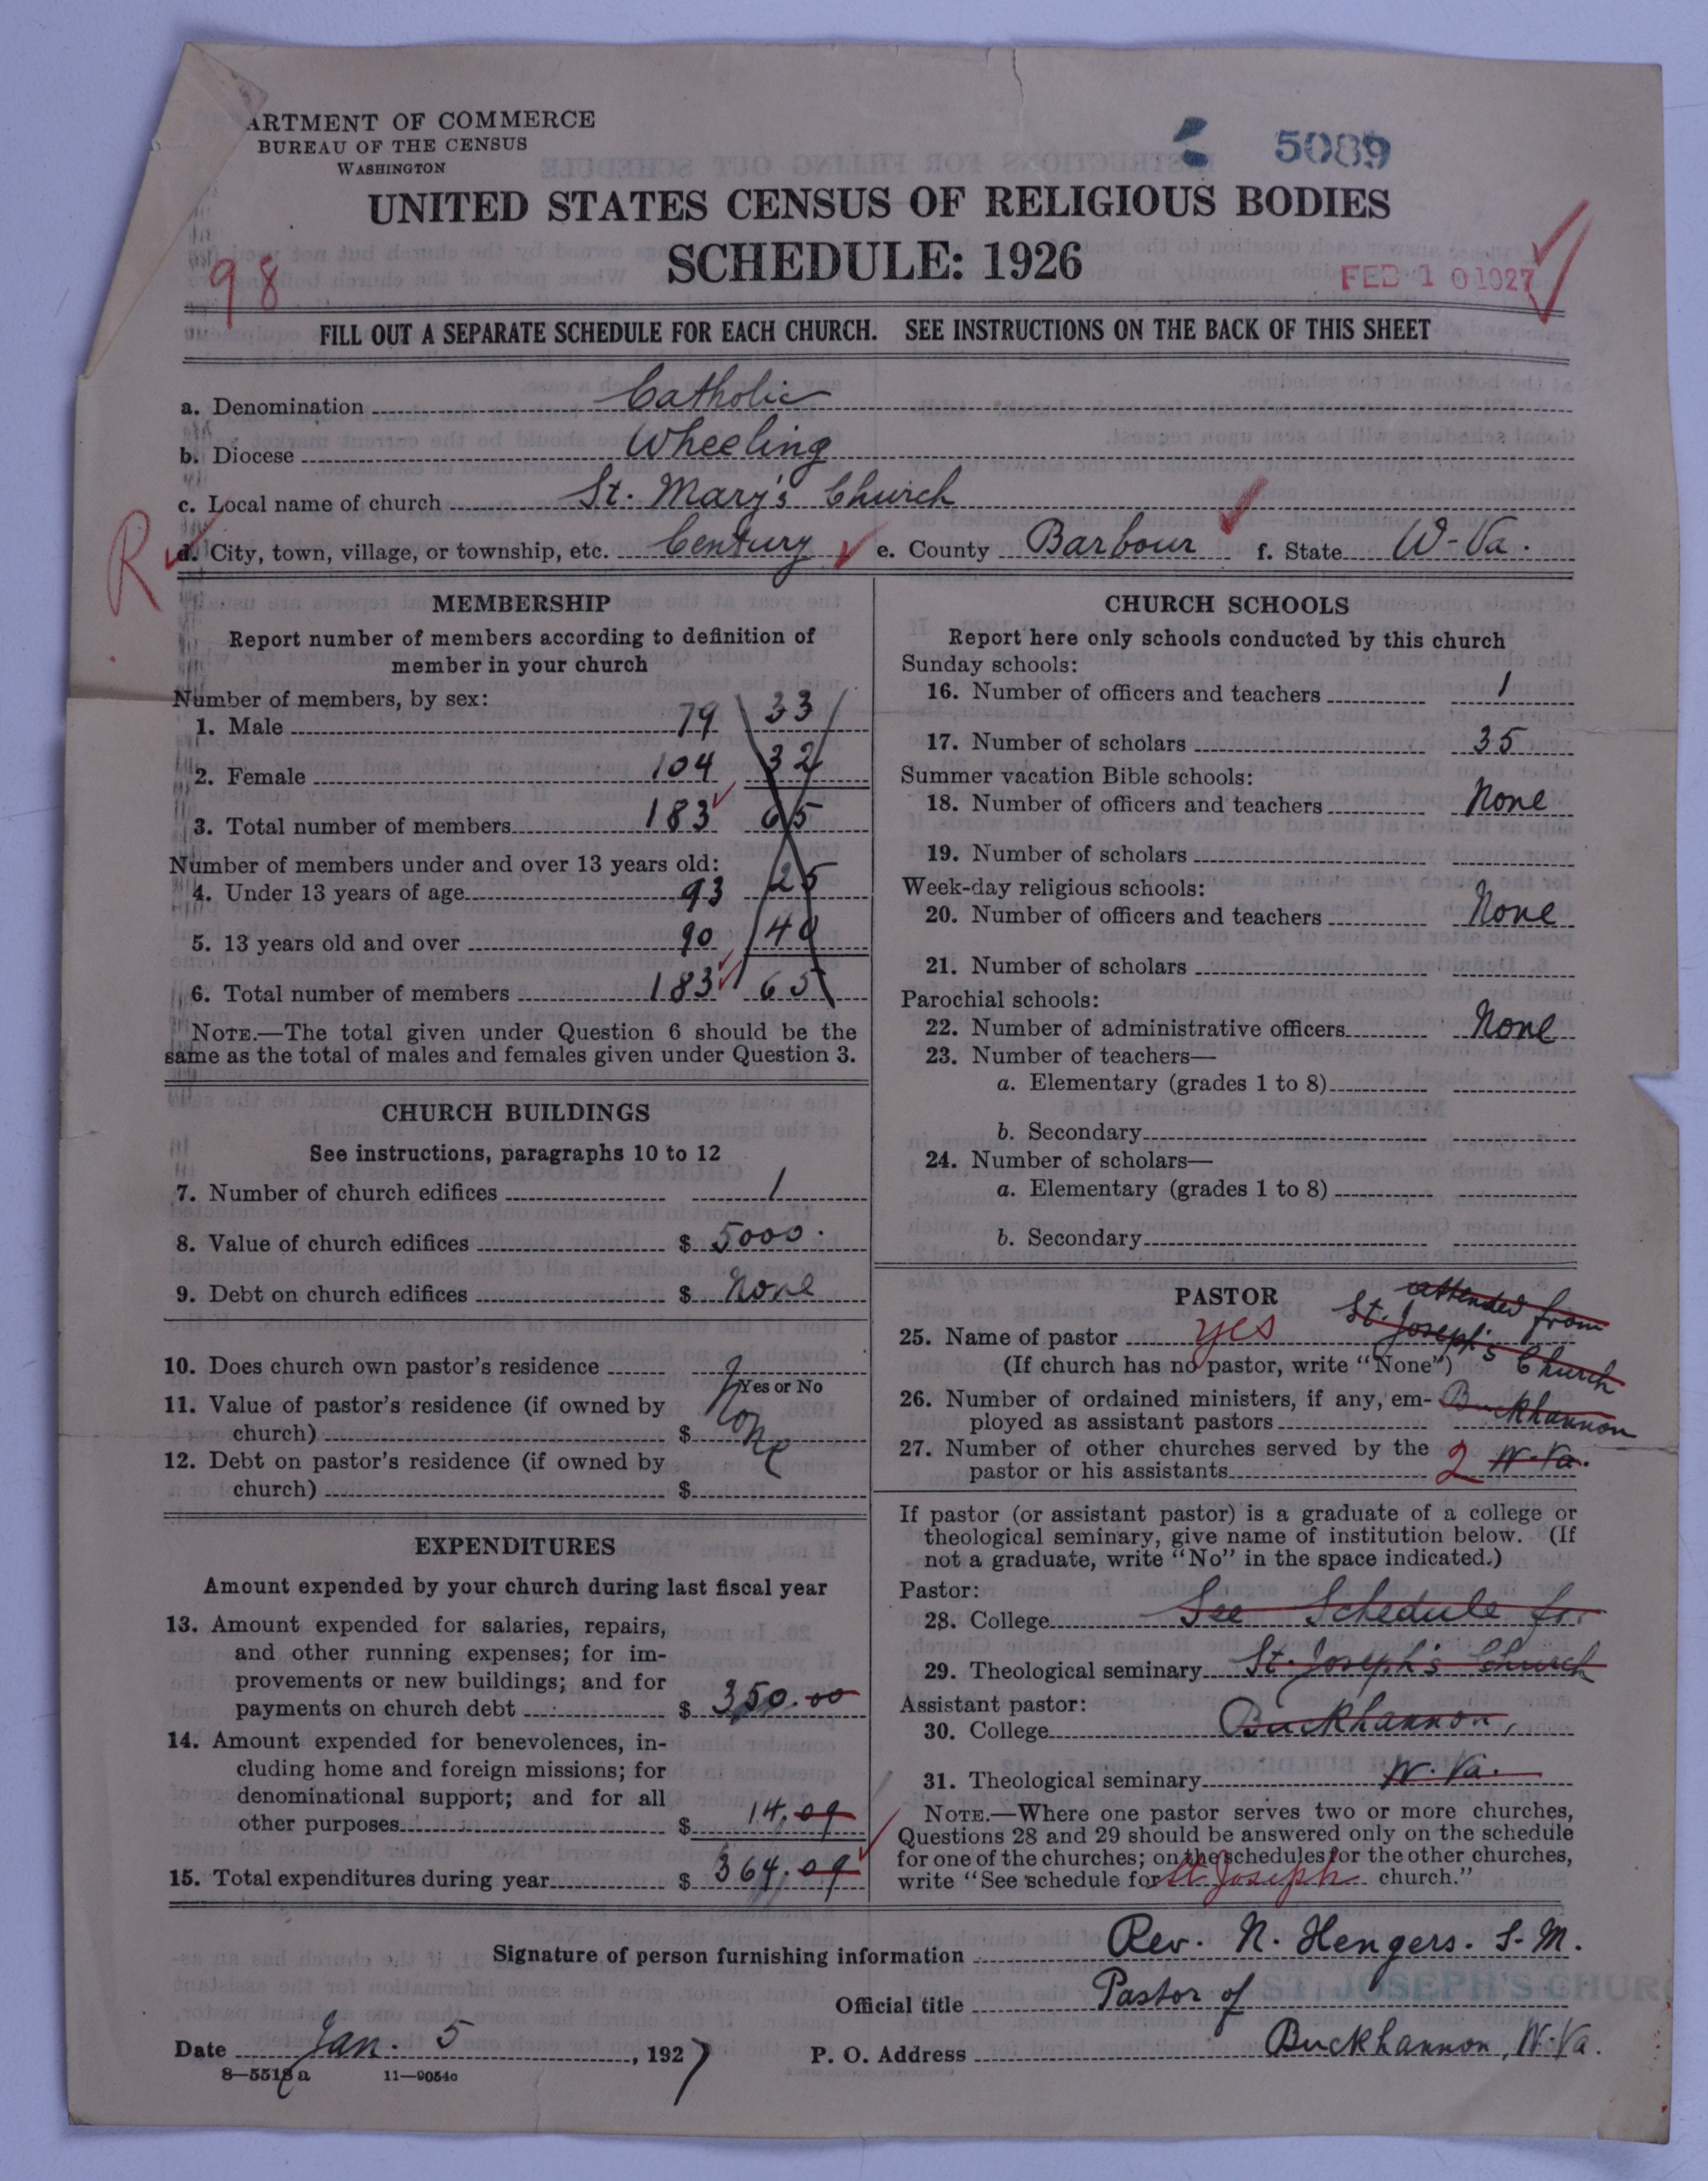 ARTMENT OF COMMERCE
BUREAU OF THE CENSUS
WASHINGTON
5089
UNITED STATES CENSUS OF RELIGIOUS BODIES
SCHEDULE: 1926
98
FEB 10 1927
FILL OUT A SEPARATE SCHEDULE FOR EACH CHURCH. SEE INSTRUCTIONS ON THE BACK OF THIS SHEET
a. Denomination Catholic
b. Diocese Wheeling
c. Local name of church St. Mary's Church
R d. City, town, village, or township, etc. Century e. County Barbour f. State W-Va.
MEMBERSHIP
Report number of members according to definition of
member in your church
Number of members, by sex:
1. Male 79 33
2. Female 104 32
3. Total number of members 183 65
Number of members under and over 13 years old:
4. Under 13 years of age 93 25
5. 13 years old and over 90 40
6. Total number of members 183 65
NOTE.—The total given under Question 6 should be the
same as the total of males and females given under Question 3.
CHURCH BUILDINGS
See instructions, paragraphs 10 to 12
7. Number of church edifices 1
8. Value of church edifices $ 5000.
9. Debt on church edifices $ None
10. Does church own pastor's residence
Yes or No
11. Value of pastor's residence (if owned by
church) $ None
12. Debt on pastor's residence (if owned by
church) $
EXPENDITURES
Amount expended by your church during last fiscal year
13. Amount expended for salaries, repairs,
and other running expenses; for im-
provements or new buildings; and for
payments on church debt $ 350.00
14. Amount expended for benevolences, in-
cluding home and foreign missions; for
denominational support; and for all
other purposes $ 14.09
15. Total expenditures during year $ 364.09
CHURCH SCHOOLS
Report here only schools conducted by this church
Sunday schools:
16. Number of officers and teachers 1
17. Number of scholars 35
Summer vacation Bible schools:
18. Number of officers and teachers None
19. Number of scholars
Week-day religious schools:
20. Number of officers and teachers None
21. Number of scholars
Parochial schools:
22. Number of administrative officers None
23. Number of teachers—
a. Elementary (grades 1 to 8)
b. Secondary
24. Number of scholars—
a. Elementary (grades 1 to 8)
b. Secondary
PASTOR
attended from
25. Name of pastor yes St. Joseph's Church
(If church has no pastor, write "None")
26. Number of ordained ministers, if any, em-
ployed as assistant pastors Buckhannon
27. Number of other churches served by the
pastor or his assistants 2 W. Va.
If pastor (or assistant pastor) is a graduate of a college or
theological seminary, give name of institution below. (If
not a graduate, write "No" in the space indicated.)
Pastor:
28. College See Schedule for
29. Theological seminary St. Joseph's Church
Assistant pastor:
30. College Buckhannon,
31. Theological seminary W. Va.
NOTE.—Where one pastor serves two or more churches,
Questions 28 and 29 should be answered only on the schedule
for one of the churches; on the schedules for the other churches,
write "See schedule for St Joseph church."
Signature of person furnishing information Rev. N. Hengers. S.M.
Official title Pastor of ST. JOSEPH'S CHUR
Date Jan. 5, 1927 P. O. Address Buckhannon, W. Va.
8—5518a 11—9054c